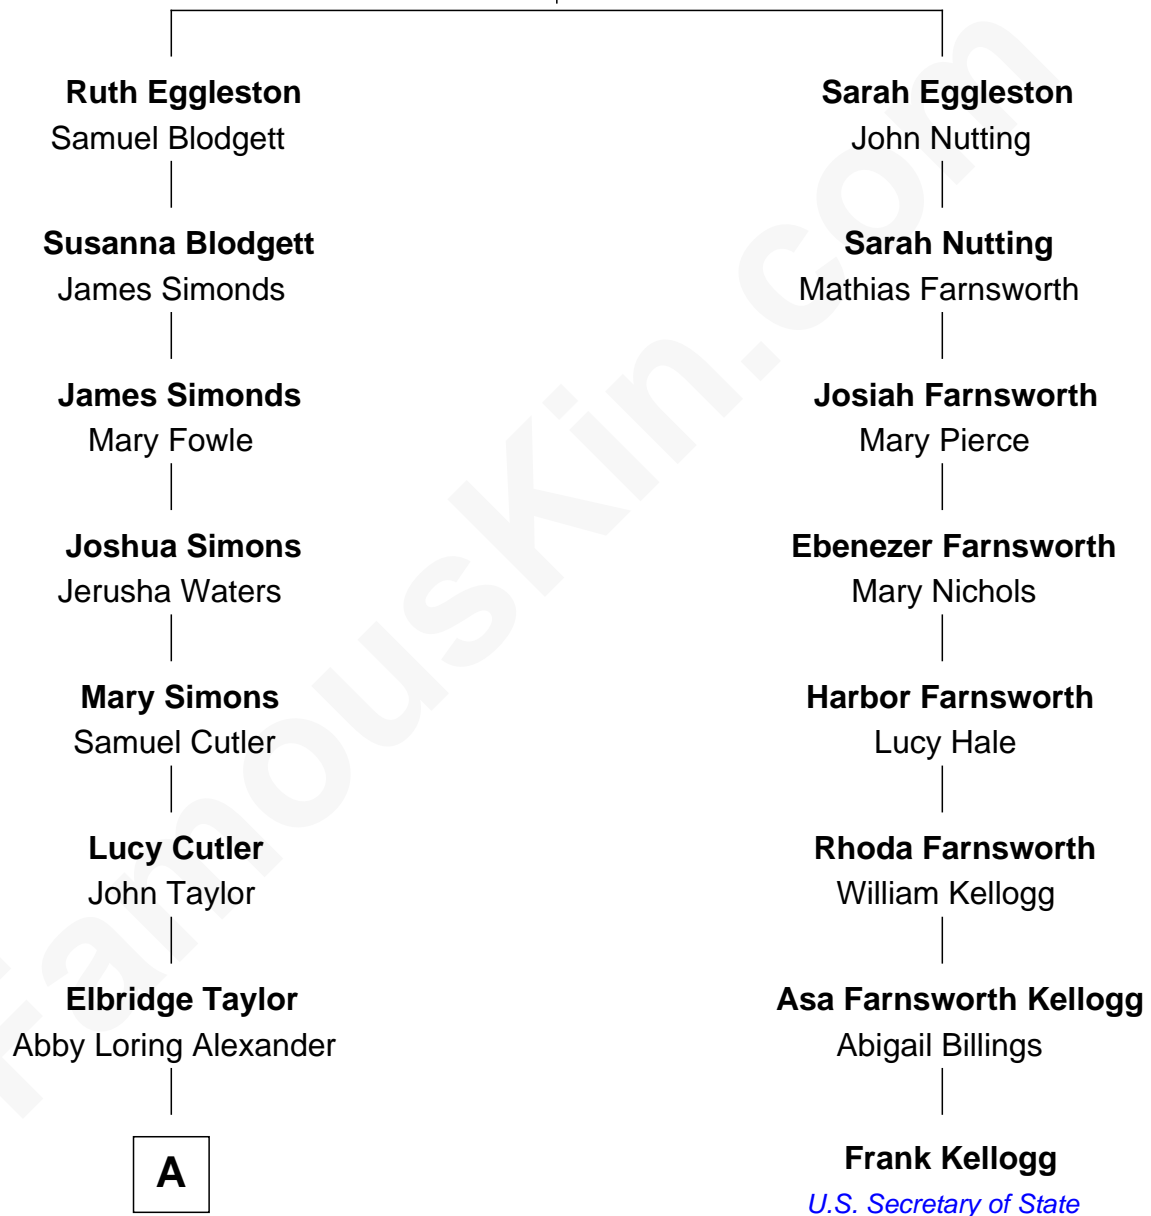 Ruth Eggleston
Samuel Blodgett
Susanna Blodgett
James Simonds
James Simonds
Mary Fowle
Joshua Simons
Jerusha Waters
Mary Simons
Samuel Cutler
Lucy Cutler
John Taylor
Elbridge Taylor
Abby Loring Alexander
A
Sarah Eggleston
John Nutting
Sarah Nutting
Mathias Farnsworth
Josiah Farnsworth
Mary Pierce
Ebenezer Farnsworth
Mary Nichols
Harbor Farnsworth
Lucy Hale
Rhoda Farnsworth
William Kellogg
Asa Farnsworth Kellogg
Abigail Billings
Frank Kellogg
U.S. Secretary of State
FamousKin.com